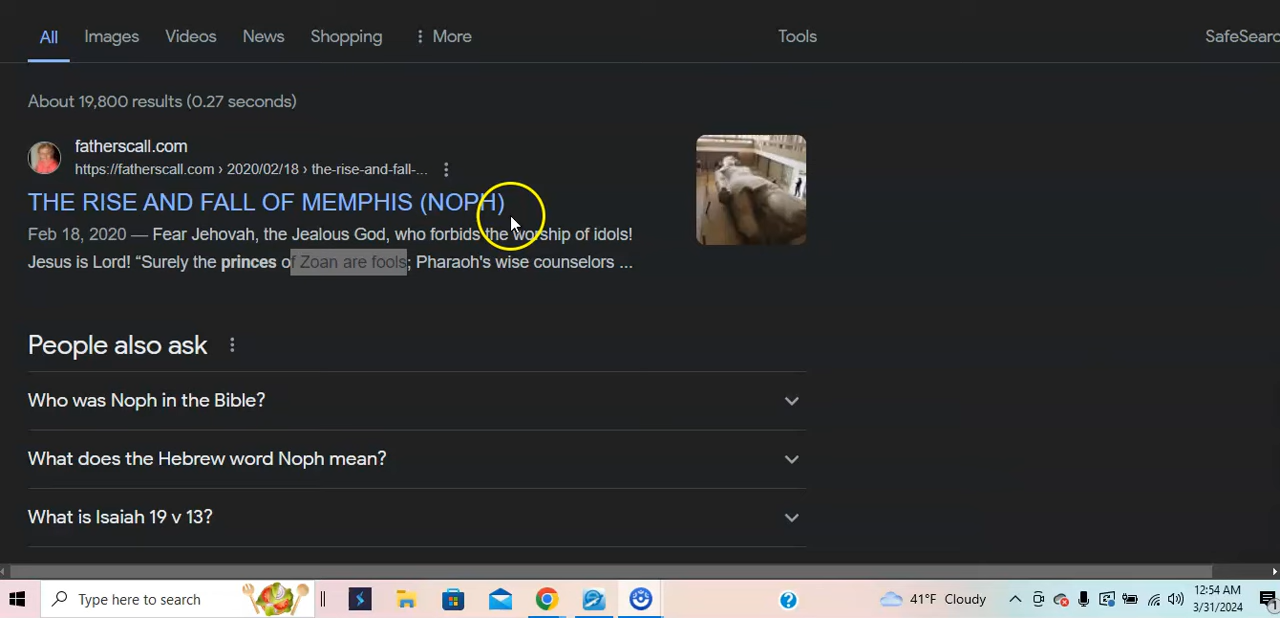 All Images Videos News Shopping More Tools SafeSearc
About 19,800 results (0.27 seconds)
fatherscall.com
https://fatherscall.com › 2020/02/18 › the-rise-and-fall-...
THE RISE AND FALL OF MEMPHIS (NOPH)
Feb 18, 2020 — Fear Jehovah, the Jealous God, who forbids the worship of idols!
Jesus is Lord! “Surely the princes of Zoan are fools; Pharaoh's wise counselors ...
People also ask
Who was Noph in the Bible?
What does the Hebrew word Noph mean?
What is Isaiah 19 v 13?
Type here to search
41°F Cloudy
12:54 AM
3/31/2024
1